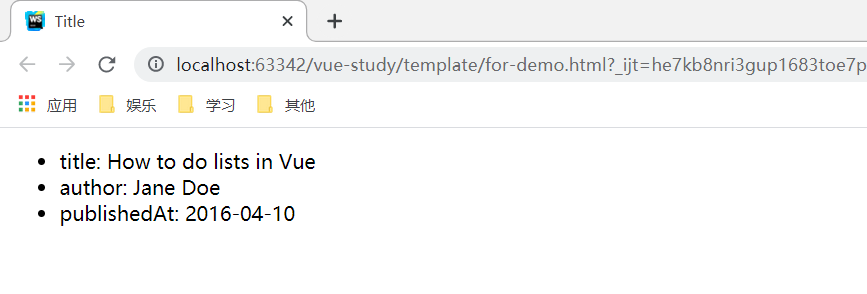 WS
Title
localhost:63342/vue-study/template/for-demo.html?_ijt=he7kb8nri3gup1683toe7p
应用 娱乐 学习 其他
title: How to do lists in Vue
author: Jane Doe
publishedAt: 2016-04-10